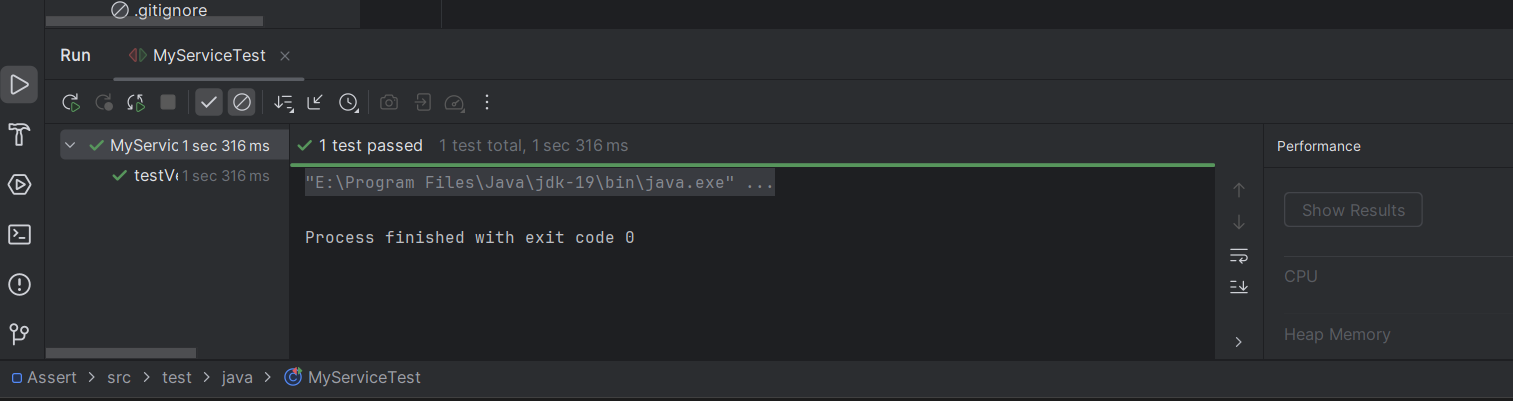 .gitignore
Run MyServiceTest
MyServic 1 sec 316 ms
testVe 1 sec 316 ms
1 test passed 1 test total, 1 sec 316 ms
"E:\Program Files\Java\jdk-19\bin\java.exe" ...
Process finished with exit code 0
Performance
Show Results
CPU
Heap Memory
Assert > src > test > java > MyServiceTest